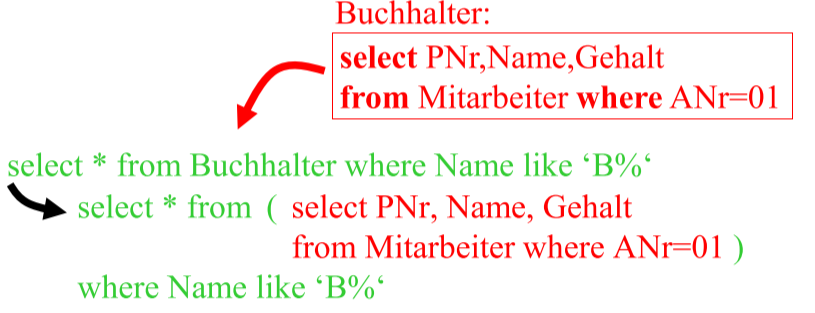 Buchhalter:
select PNr,Name,Gehalt
from Mitarbeiter where ANr=01
select * from Buchhalter where Name like ‘B%‘
select * from ( select PNr, Name, Gehalt
from Mitarbeiter where ANr=01 )
where Name like ‘B%‘